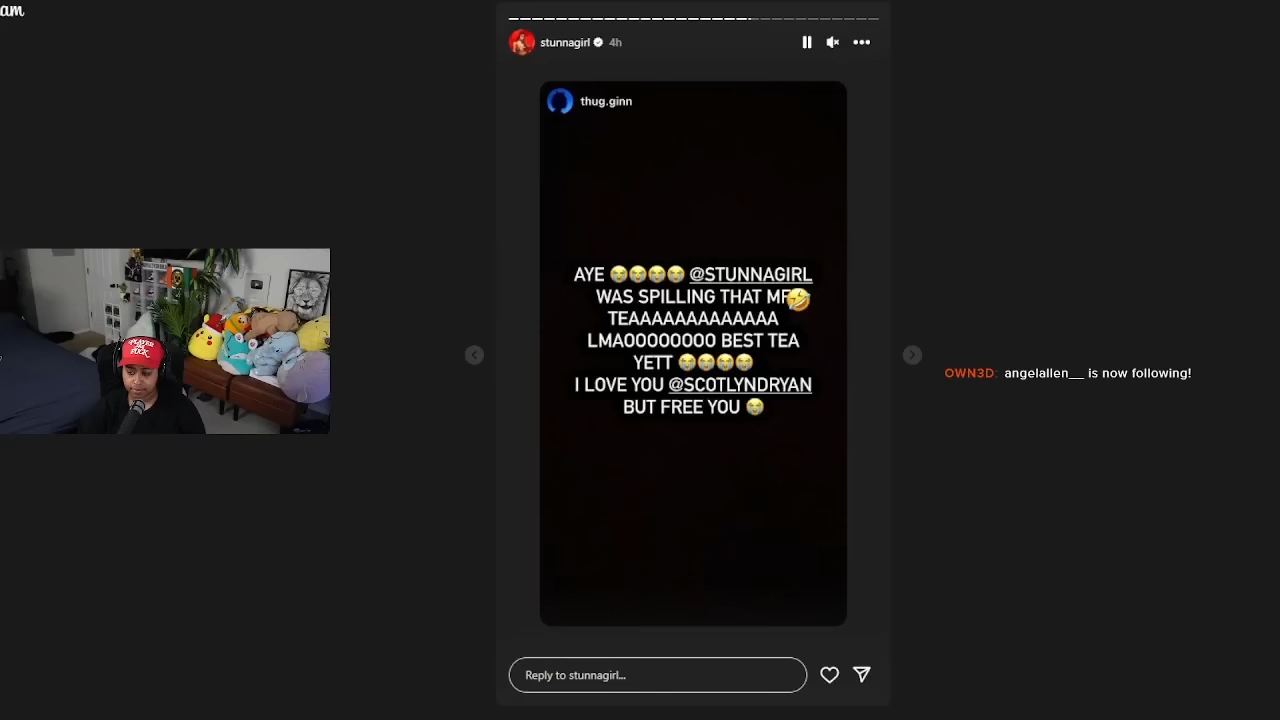 am
stunnagirl 4h
thug.ginn
AYE 😭😭😭😭 @STUNNAGIRL
WAS SPILLING THAT MF🤣
TEAAAAAAAAAAAAA
LMAOOOOOOOO BEST TEA
YETT 😭😭😭😭
I LOVE YOU @SCOTLYNDRYAN
BUT FREE YOU 😭
OWN3D: angelallen__ is now following!
Reply to stunnagirl...